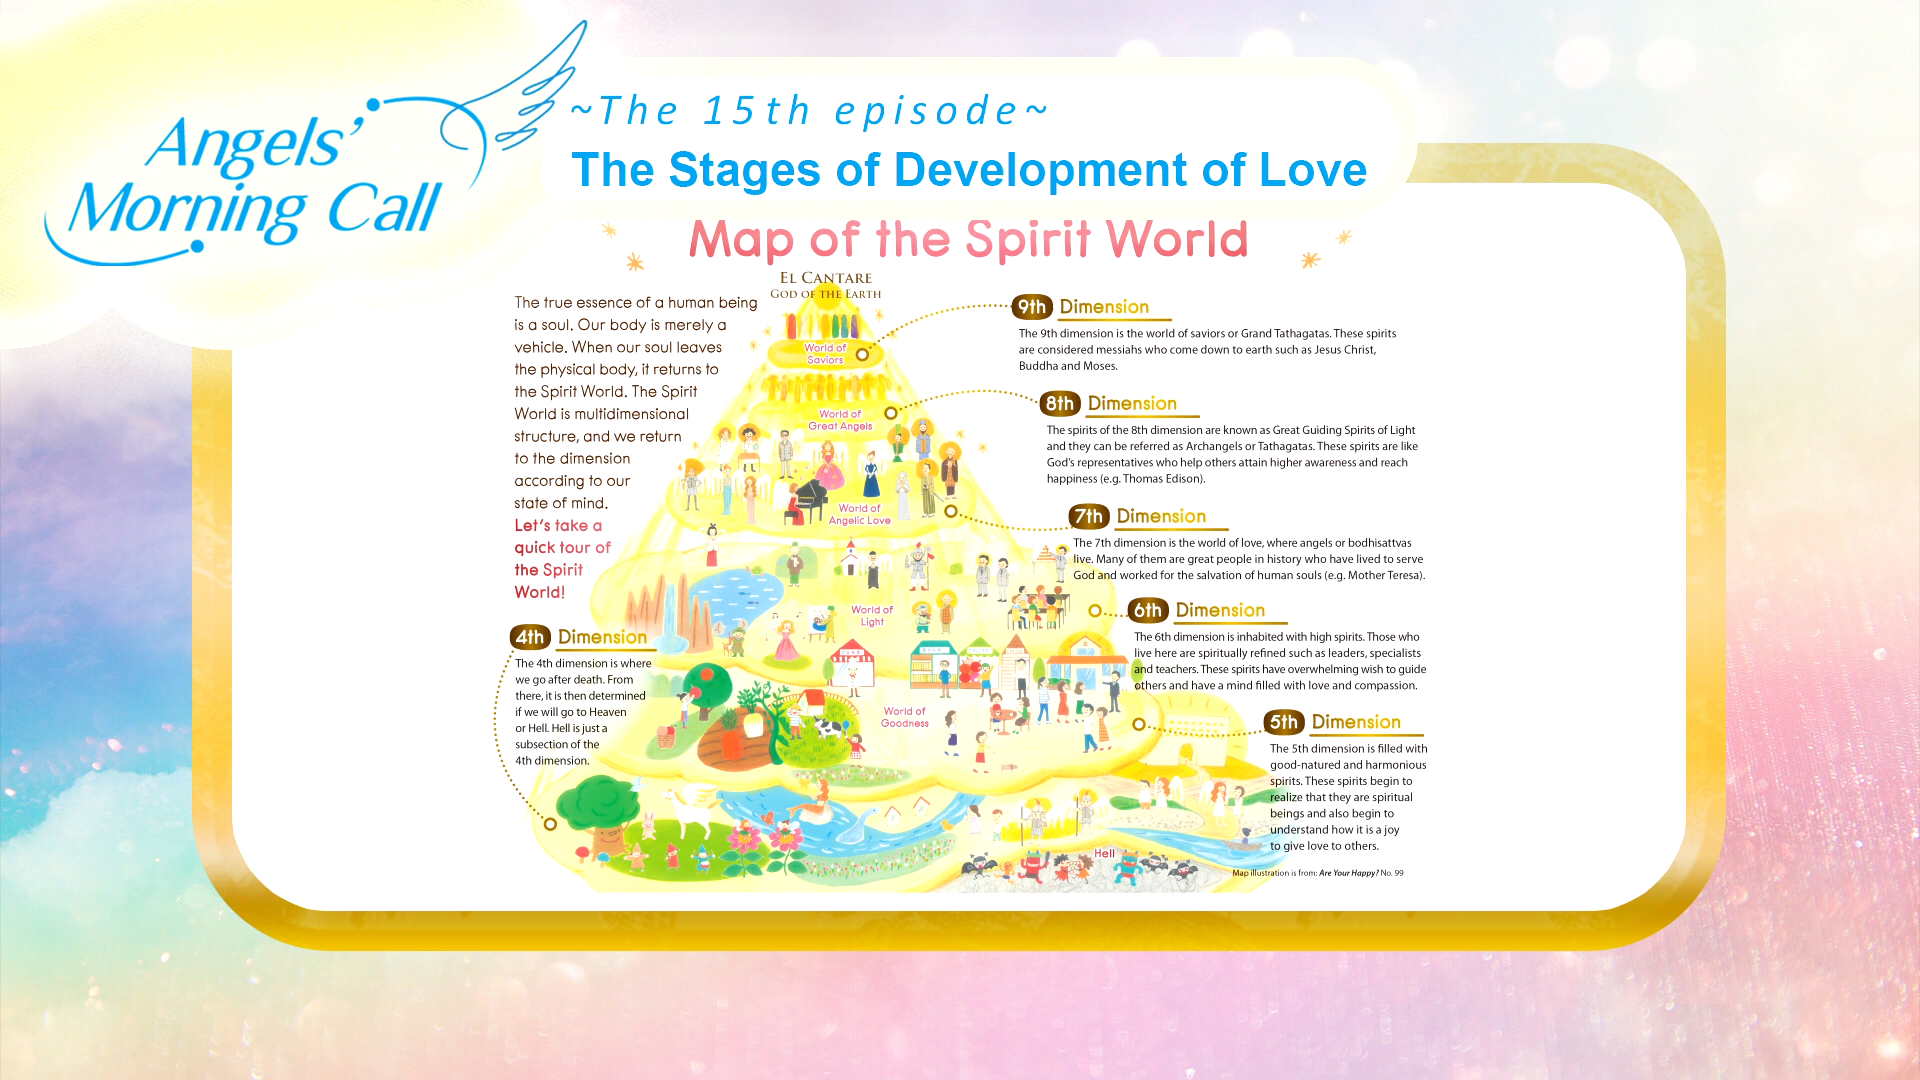 Angels'
Morning Call
~The 15th episode~
The Stages of Development of Love
Map of the Spirit World
EL CANTARE
GOD OF THE EARTH
The true essence of a human being
is a soul. Our body is merely a
vehicle. When our soul leaves
the physical body, it returns to
the Spirit World. The Spirit
World is multidimensional
structure, and we return
to the dimension
according to our
state of mind.
Let's take a
quick tour of
the Spirit
World!
9th Dimension
The 9th dimension is the world of saviors or Grand Tathagatas. These spirits
are considered messiahs who come down to earth such as Jesus Christ,
Buddha and Moses.
World of
Saviors
8th Dimension
The spirits of the 8th dimension are known as Great Guiding Spirits of Light
and they can be referred as Archangels or Tathagatas. These spirits are like
God's representatives who help others attain higher awareness and reach
happiness (e.g. Thomas Edison).
World of
Great Angels
7th Dimension
The 7th dimension is the world of love, where angels or bodhisattvas
live. Many of them are great people in history who have lived to serve
God and worked for the salvation of human souls (e.g. Mother Teresa).
World of
Angelic Love
6th Dimension
The 6th dimension is inhabited with high spirits. Those who
live here are spiritually refined such as leaders, specialists
and teachers. These spirits have overwhelming wish to guide
others and have a mind filled with love and compassion.
World of
Light
5th Dimension
The 5th dimension is filled with
good-natured and harmonious
spirits. These spirits begin to
realize that they are spiritual
beings and also begin to
understand how it is a joy
to give love to others.
World of
Goodness
4th Dimension
The 4th dimension is where
we go after death. From
there, it is then determined
if we will go to Heaven
or Hell. Hell is just a
subsection of the
4th dimension.
Hell
Map illustration is from: Are Your Happy? No. 99